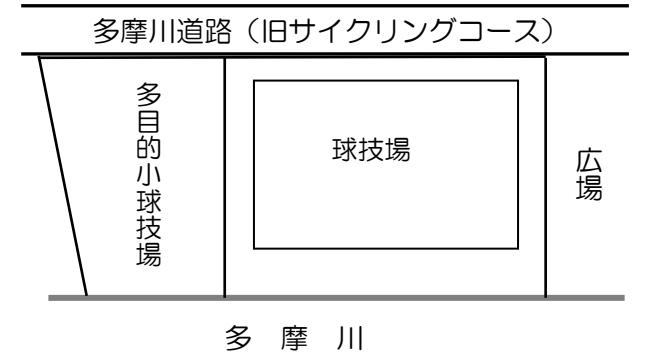 多摩川道路（旧サイクリングコース）
多目的小球技場
球技場
広場
多　摩　川